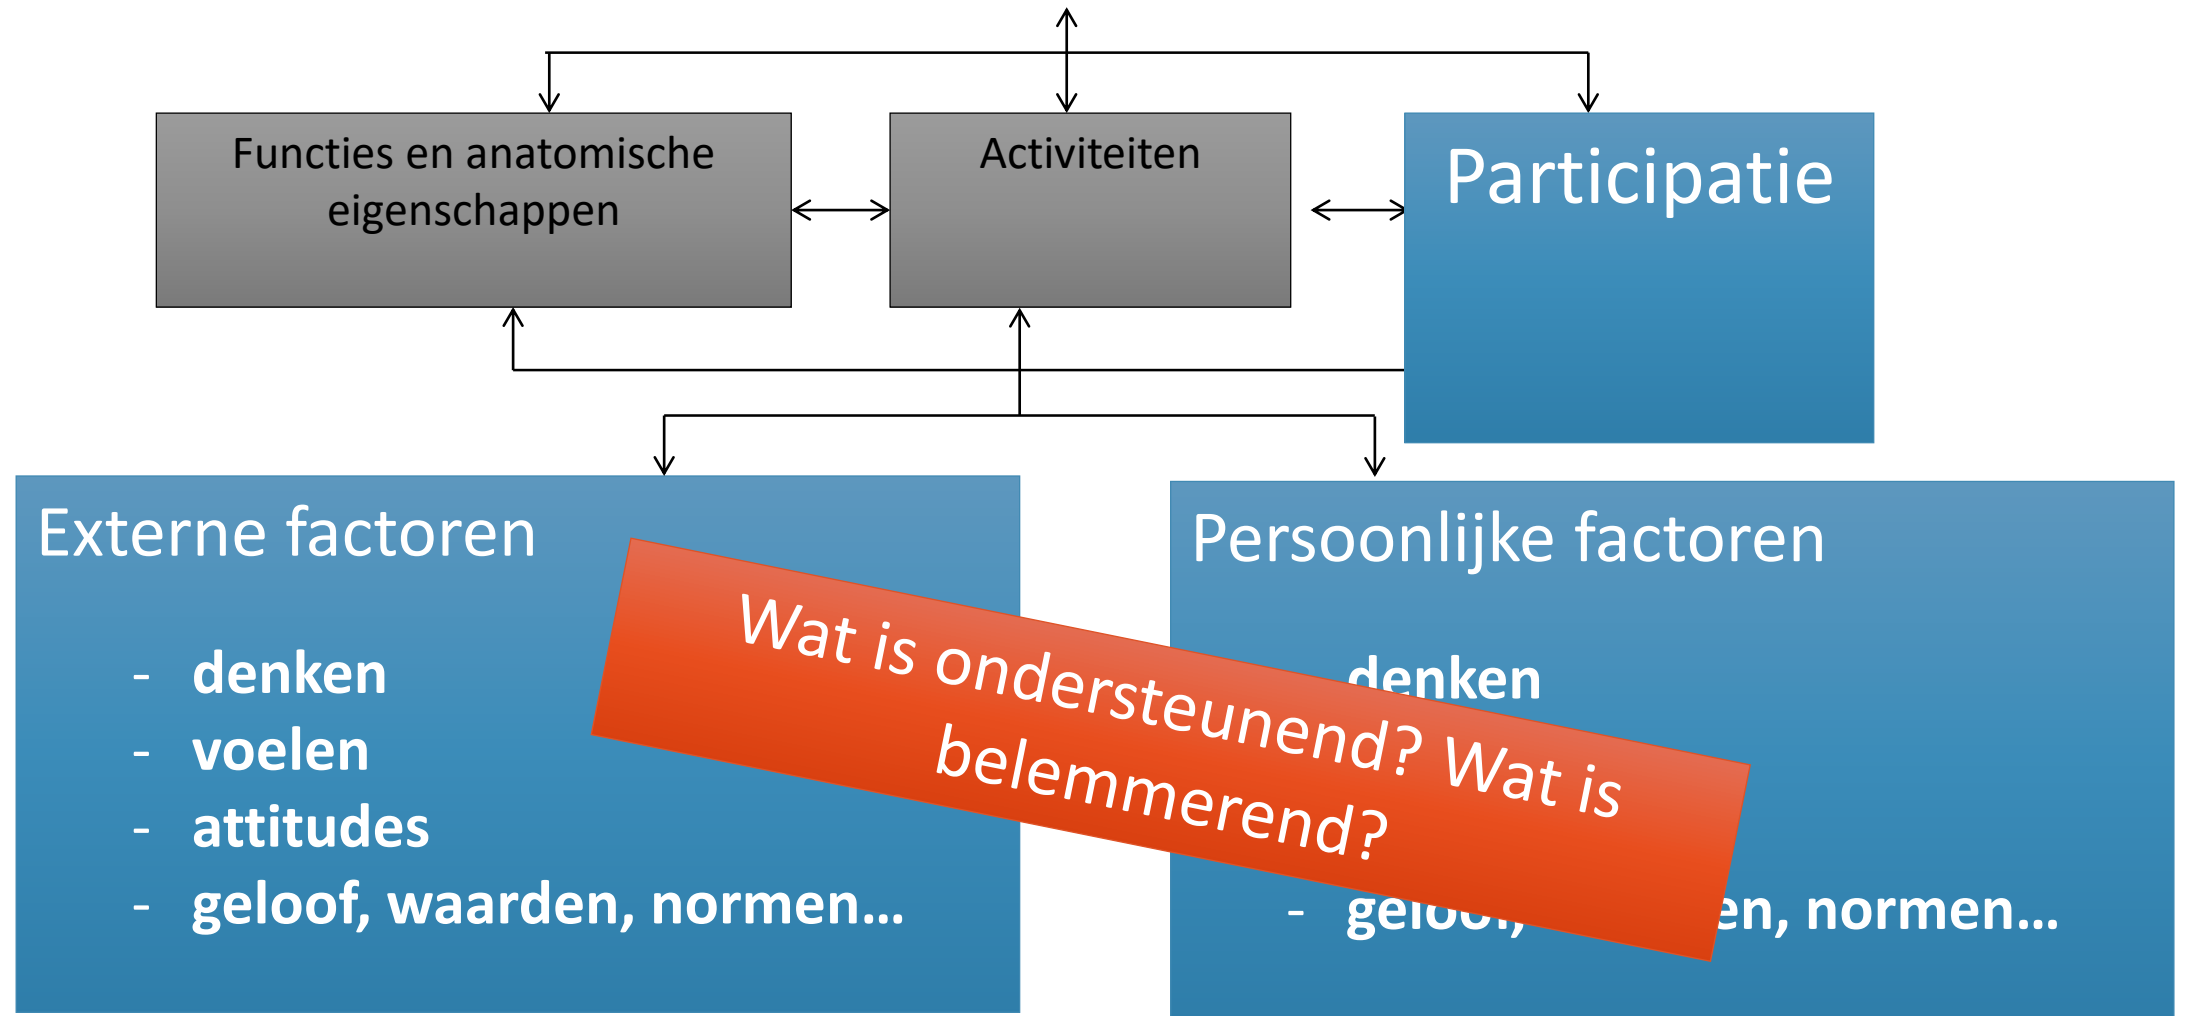 Functies en anatomische
eigenschappen
Activiteiten
Participatie
Externe factoren
- denken
- voelen
- attitudes
- geloof, waarden, normen…
Persoonlijke factoren
denken
- geloof, en, normen…
Wat is ondersteunend? Wat is
belemmerend?